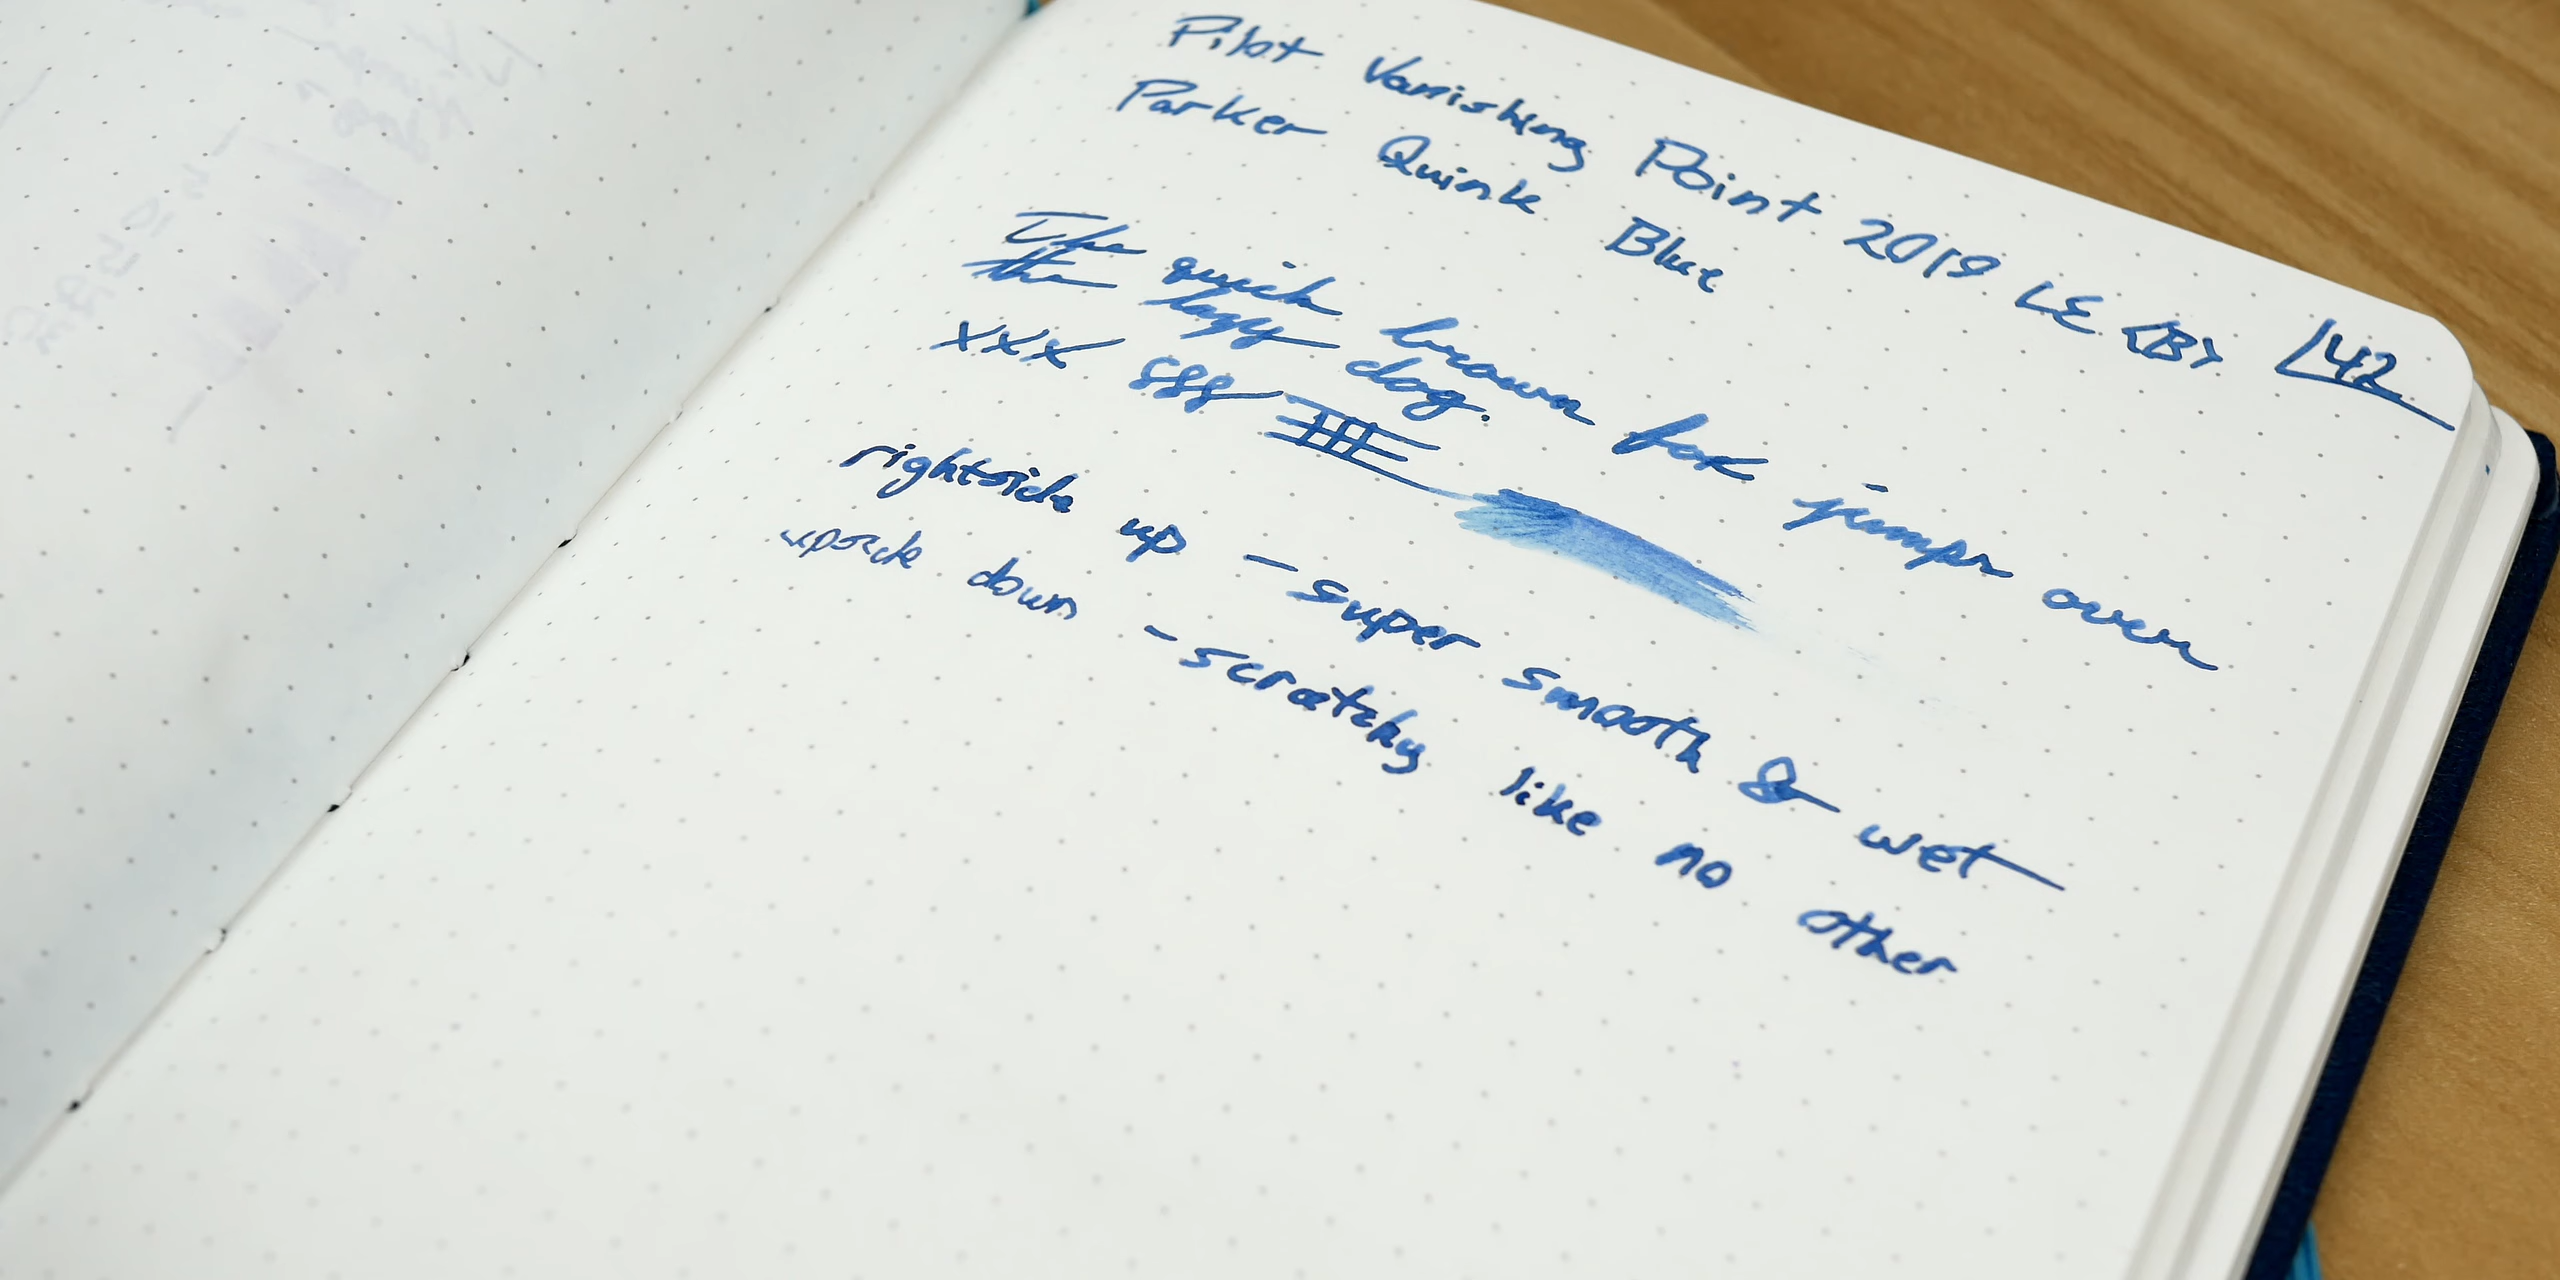 Pilot Vanishing Point 2019 LE <B> 42
Parker Quink Blue
The quick brown fox jumps over
the lazy dog.
xxx 888
rightside up - super smooth & wet
upside down - scratchy like no other